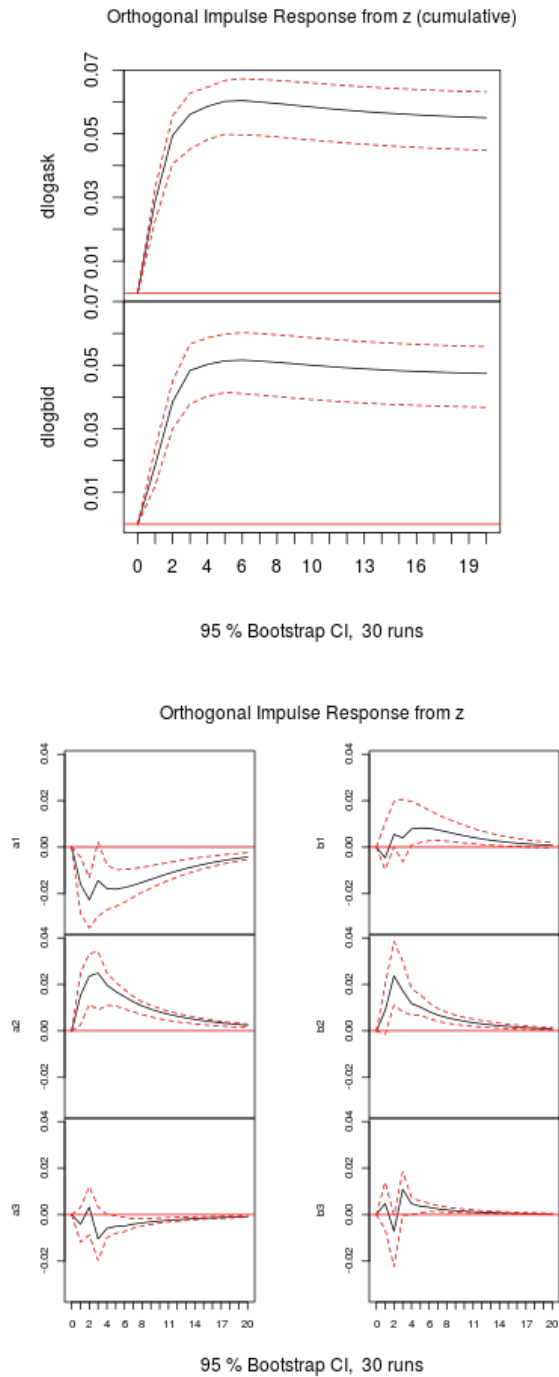 Orthogonal Impulse Response from z (cumulative)
dlogask
0.01 0.03 0.05 0.07
dlogbid
0.01 0.03 0.05 0.07
0 2 4 6 8 10 13 16 19
95 % Bootstrap CI, 30 runs
Orthogonal Impulse Response from z
a1
-0.02 0.00 0.02 0.04
b1
-0.02 0.00 0.02 0.04
a2
-0.02 0.00 0.02 0.04
b2
-0.02 0.00 0.02 0.04
a3
-0.02 0.00 0.02 0.04
b3
-0.02 0.00 0.02 0.04
0 2 4 6 8 11 14 17 20
0 2 4 6 8 11 14 17 20
95 % Bootstrap CI, 30 runs